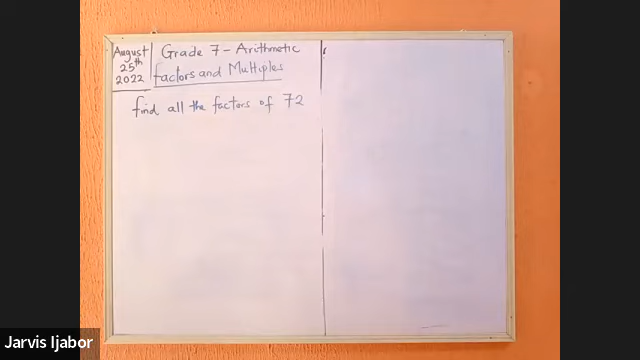 August
25th
2022
Grade 7 - Arithmetic
factors and Multiples
find all the factors of 72
Jarvis Ijabor